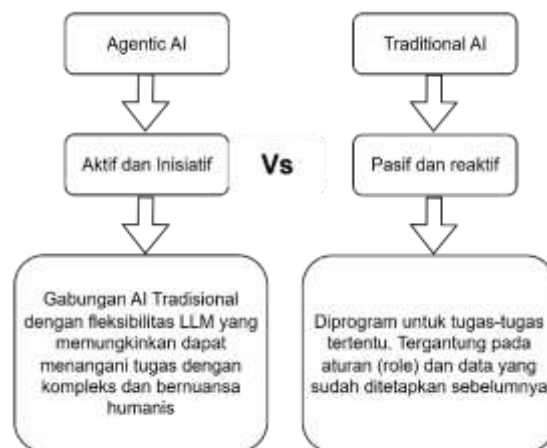 Agentic AI
Traditional AI
Aktif dan Inisiatif
Vs
Pasif dan reaktif
Gabungan AI Tradisional
dengan fleksibilitas LLM yang
memungkinkan dapat
menangani tugas dengan
kompleks dan bernuansa
humanis
Diprogram untuk tugas-tugas
tertentu. Tergantung pada
aturan (role) dan data yang
sudah ditetapkan sebelumnya